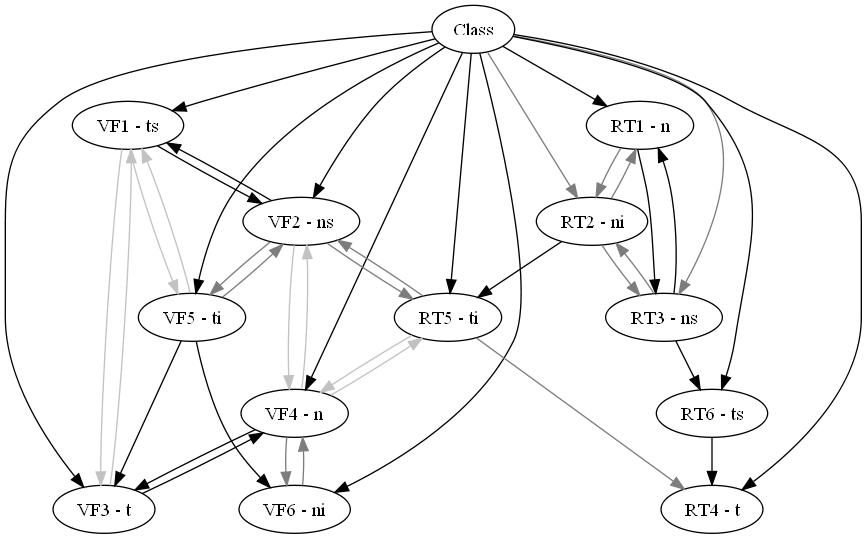 Class
VF1 - ts
RT1 - n
VF2 - ns
RT2 - ni
VF5 - ti
RT5 - ti
RT3 - ns
VF4 - n
RT6 - ts
VF3 - t
VF6 - ni
RT4 - t